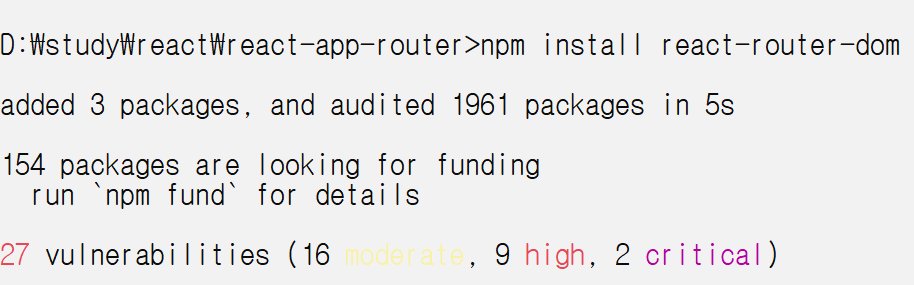 D:₩study₩react₩react-app-router>npm install react-router-dom
added 3 packages, and audited 1961 packages in 5s
154 packages are looking for funding
run `npm fund` for details
27 vulnerabilities (16 moderate, 9 high, 2 critical)